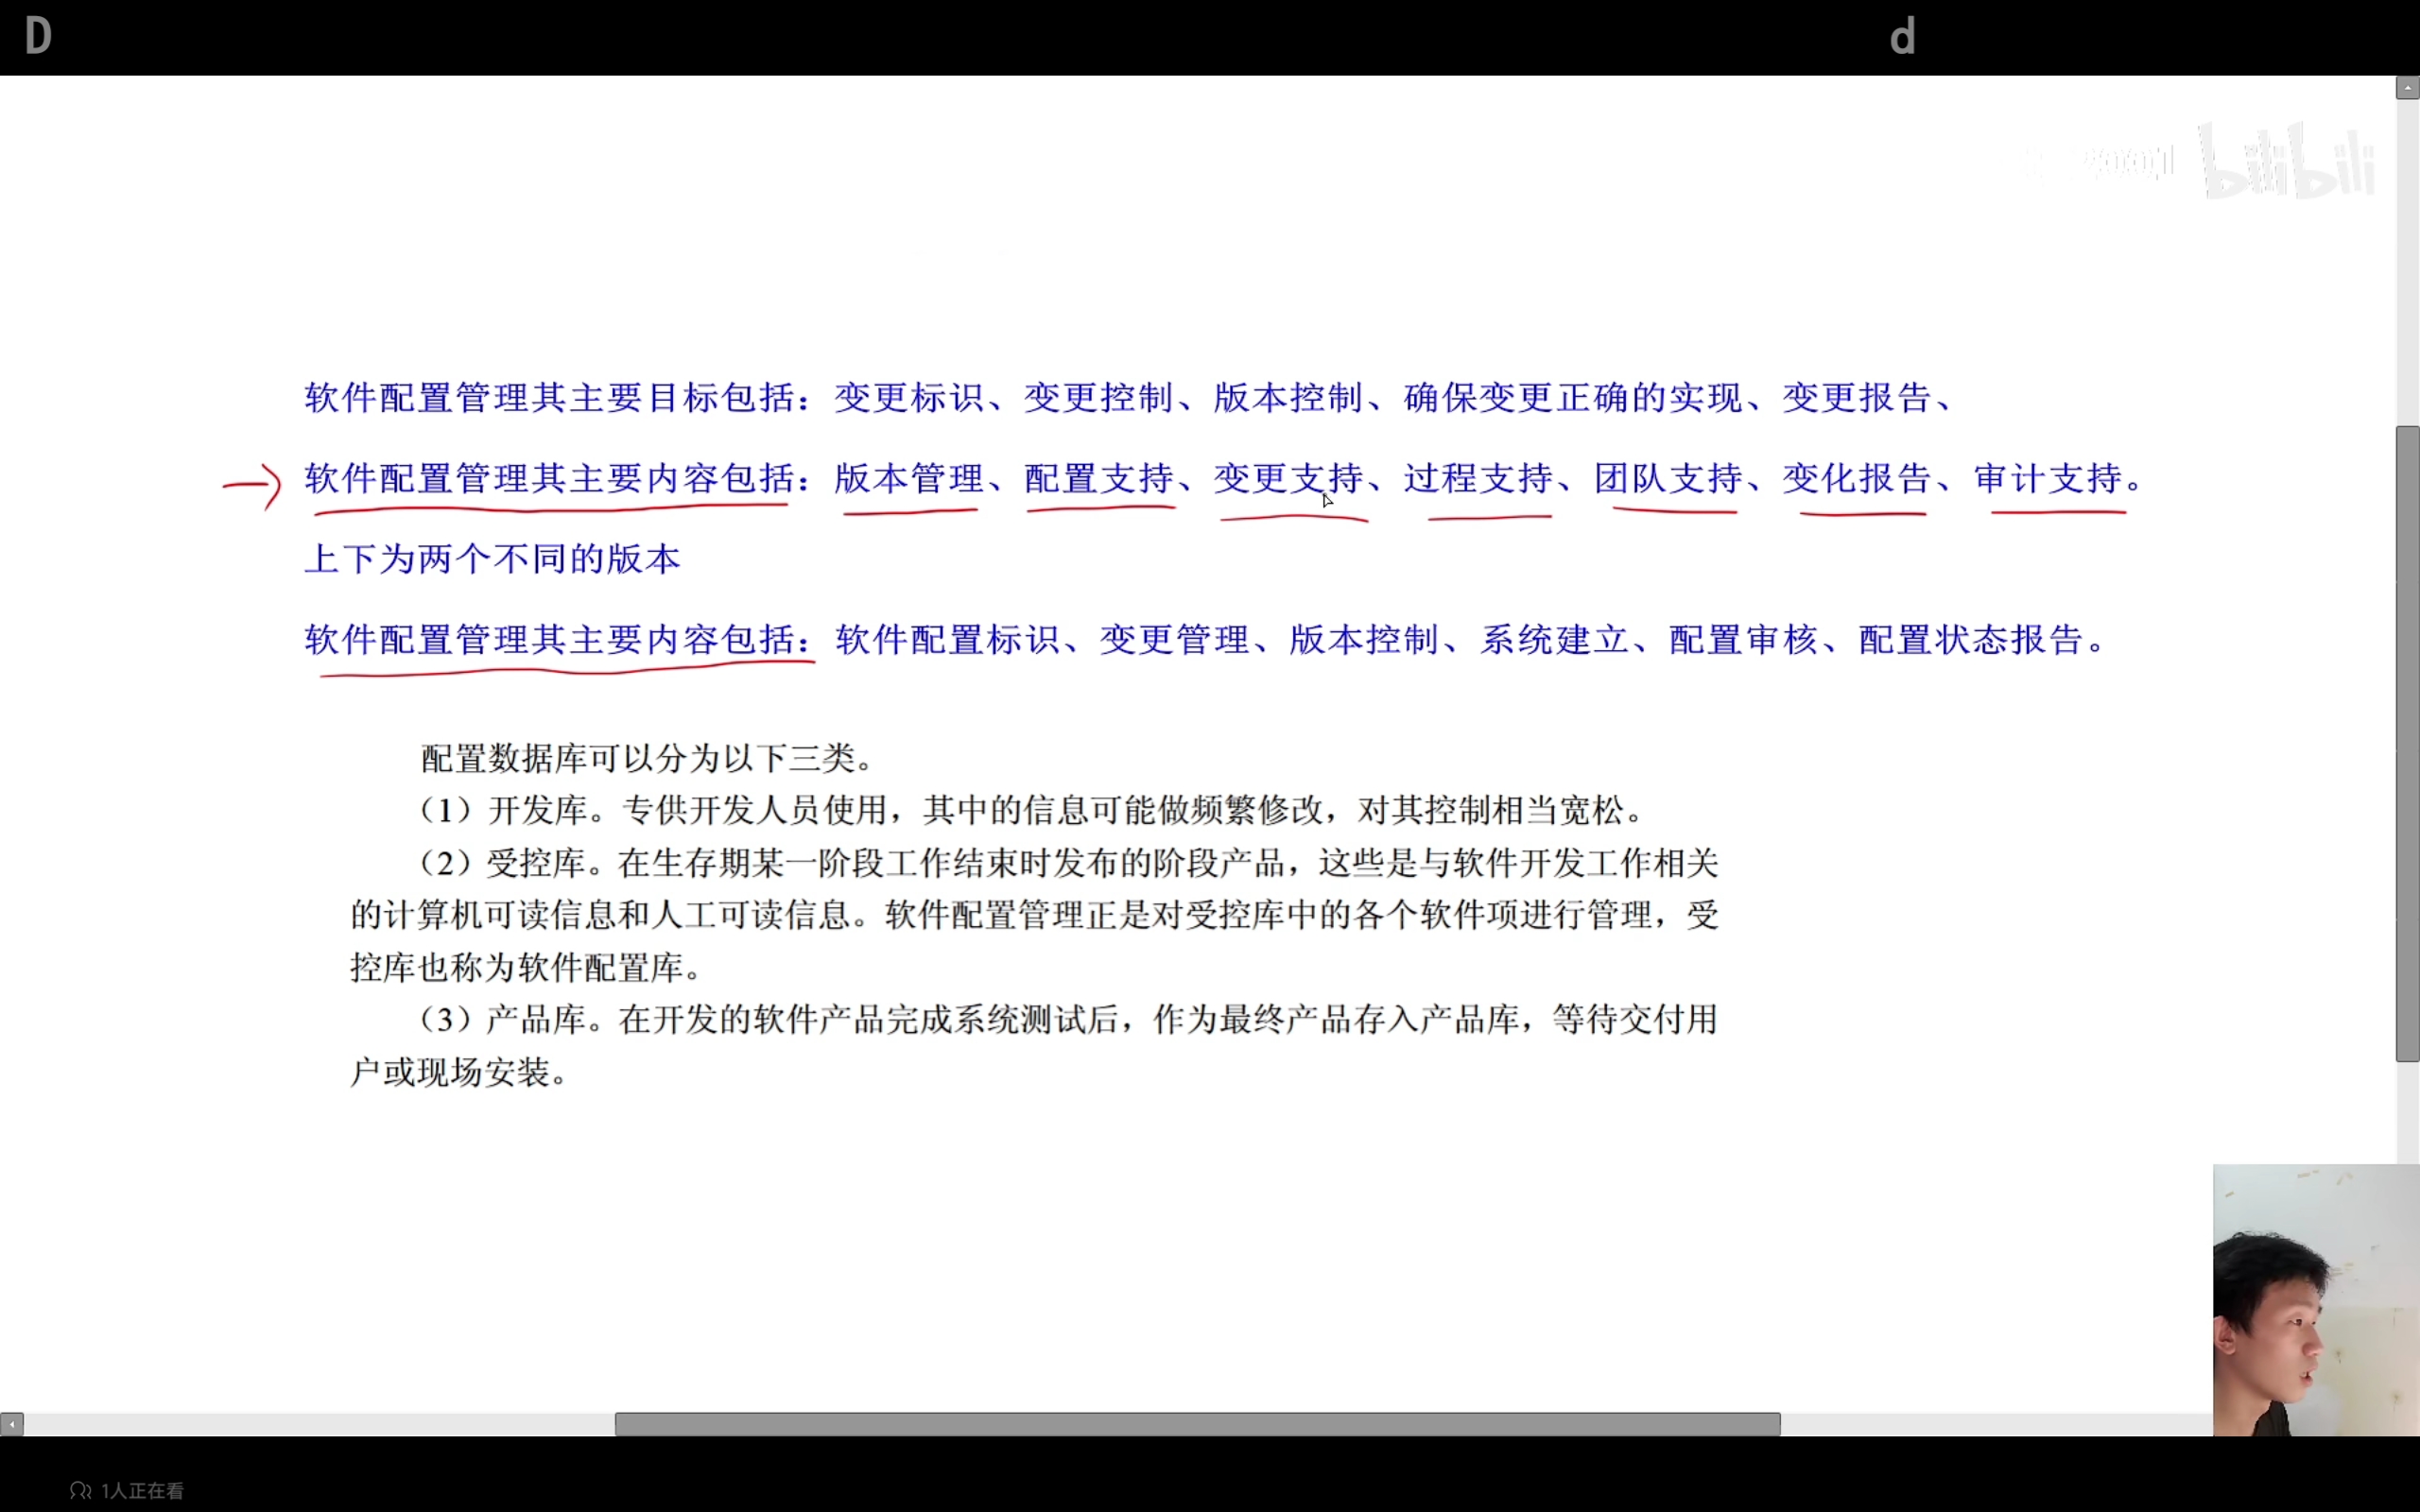 D
d
bilibili
软件配置管理其主要目标包括：变更标识、变更控制、版本控制、确保变更正确的实现、变更报告、
软件配置管理其主要内容包括：版本管理、配置支持、变更支持、过程支持、团队支持、变化报告、审计支持。
上下为两个不同的版本
软件配置管理其主要内容包括：软件配置标识、变更管理、版本控制、系统建立、配置审核、配置状态报告。
配置数据库可以分为以下三类。
（1）开发库。专供开发人员使用，其中的信息可能做频繁修改，对其控制相当宽松。
（2）受控库。在生存期某一阶段工作结束时发布的阶段产品，这些是与软件开发工作相关
的计算机可读信息和人工可读信息。软件配置管理正是对受控库中的各个软件项进行管理，受
控库也称为软件配置库。
（3）产品库。在开发的软件产品完成系统测试后，作为最终产品存入产品库，等待交付用
户或现场安装。
1人正在看